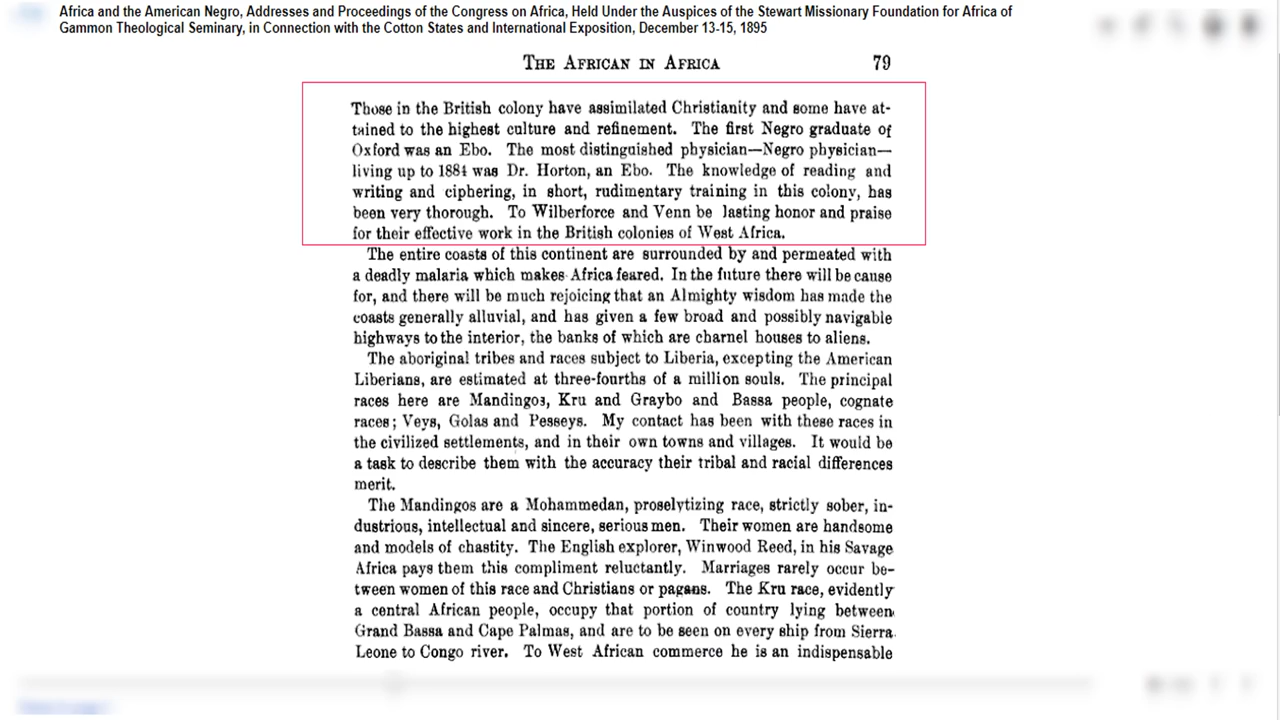 Africa and the American Negro, Addresses and Proceedings of the Congress on Africa, Held Under the Auspices of the Stewart Missionary Foundation for Africa of
Gammon Theological Seminary, in Connection with the Cotton States and International Exposition, December 13-15, 1895
THE AFRICAN IN AFRICA 79
Those in the British colony have assimilated Christianity and some have at-
tained to the highest culture and refinement. The first Negro graduate of
Oxford was an Ebo. The most distinguished physician—Negro physician—
living up to 1884 was Dr. Horton, an Ebo. The knowledge of reading and
writing and ciphering, in short, rudimentary training in this colony, has
been very thorough. To Wilberforce and Venn be lasting honor and praise
for their effective work in the British colonies of West Africa.
The entire coasts of this continent are surrounded by and permeated with
a deadly malaria which makes Africa feared. In the future there will be cause
for, and there will be much rejoicing that an Almighty wisdom has made the
coasts generally alluvial, and has given a few broad and possibly navigable
highways to the interior, the banks of which are charnel houses to aliens.
The aboriginal tribes and races subject to Liberia, excepting the American
Liberians, are estimated at three-fourths of a million souls. The principal
races here are Mandingos, Kru and Graybo and Bassa people, cognate
races; Veys, Golas and Pesseys. My contact has been with these races in
the civilized settlements, and in their own towns and villages. It would be
a task to describe them with the accuracy their tribal and racial differences
merit.
The Mandingos are a Mohammedan, proselytizing race, strictly sober, in-
dustrious, intellectual and sincere, serious men. Their women are handsome
and models of chastity. The English explorer, Winwood Reed, in his Savage
Africa pays them this compliment reluctantly. Marriages rarely occur be-
tween women of this race and Christians or pagans. The Kru race, evidently
a central African people, occupy that portion of country lying between
Grand Bassa and Cape Palmas, and are to be seen on every ship from Sierra
Leone to Congo river. To West African commerce he is an indispensable